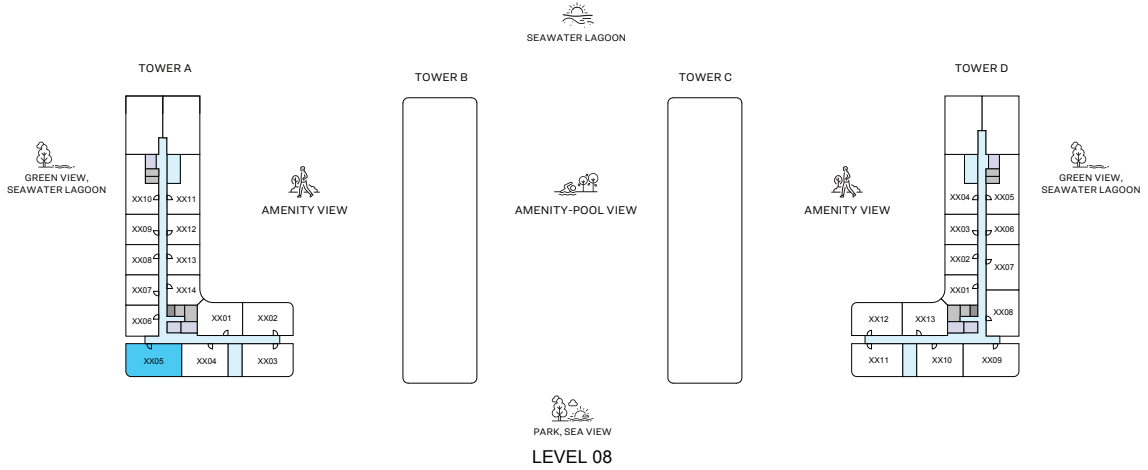 SEAWATER LAGOON
TOWER A
TOWER B
TOWER C
TOWER D
GREEN VIEW,
SEAWATER LAGOON
AMENITY VIEW
AMENITY-POOL VIEW
AMENITY VIEW
GREEN VIEW,
SEAWATER LAGOON
XX10 XX11
XX09 XX12
XX08 XX13
XX07 XX14
XX06 XX01 XX02
XX05 XX04 XX03
XX04 XX05
XX03 XX06
XX02 XX07
XX01
XX12 XX13 XX08
XX11 XX10 XX09
PARK, SEA VIEW
LEVEL 08